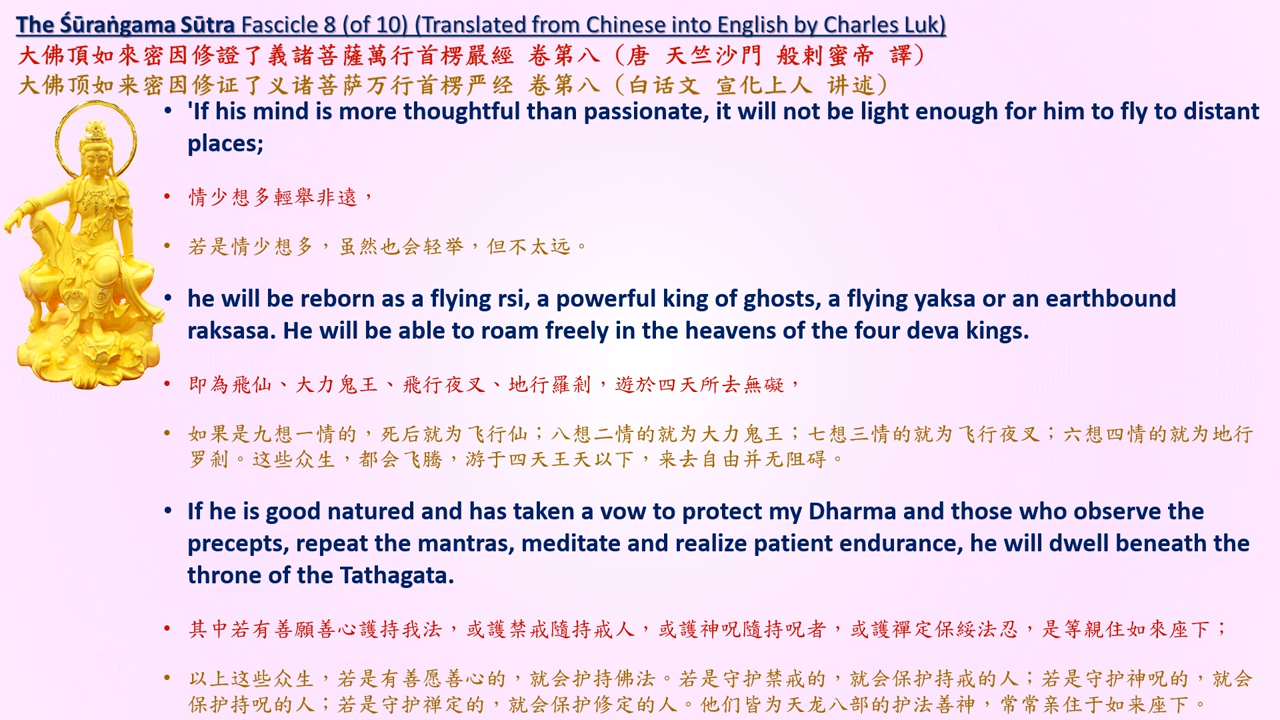 The Śūraṅgama Sūtra Fascicle 8 (of 10) (Translated from Chinese into English by Charles Luk)
大佛頂如來密因修證了義諸菩薩萬行首楞嚴經 卷第八（唐 天竺沙門 般剌蜜帝 譯）
大佛顶如来密因修证了义诸菩萨万行首楞严经 卷第八（白话文 宣化上人 讲述）
• 'If his mind is more thoughtful than passionate, it will not be light enough for him to fly to distant
places;
• 情少想多輕舉非遠，
• 若是情少想多，虽然也会轻举，但不太远。
• he will be reborn as a flying rsi, a powerful king of ghosts, a flying yaksa or an earthbound
raksasa. He will be able to roam freely in the heavens of the four deva kings.
• 即為飛仙、大力鬼王、飛行夜叉、地行羅剎，遊於四天所去無礙，
• 如果是九想一情的，死后就为飞行仙；八想二情的就为大力鬼王；七想三情的就为飞行夜叉；六想四情的就为地行
罗刹。这些众生，都会飞腾，游于四天王天以下，来去自由并无阻碍。
• If he is good natured and has taken a vow to protect my Dharma and those who observe the
precepts, repeat the mantras, meditate and realize patient endurance, he will dwell beneath the
throne of the Tathagata.
• 其中若有善願善心護持我法，或護禁戒隨持戒人，或護神呪隨持呪者，或護禪定保綏法忍，是等親住如來座下；
• 以上这些众生，若是有善愿善心的，就会护持佛法。若是守护禁戒的，就会保护持戒的人；若是守护神呪的，就会
保护持呪的人；若是守护禅定的，就会保护修定的人。他们皆为天龙八部的护法善神，常常亲住于如来座下。